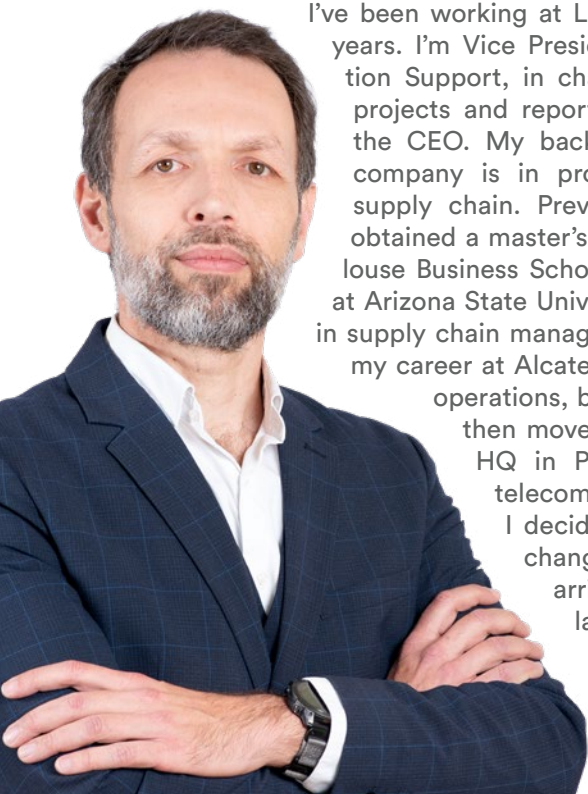 I've been working at L
years. I'm Vice Presi
tion Support, in ch
projects and repor
the CEO. My bac
company is in pro
supply chain. Prev
obtained a master's
louse Business Scho
at Arizona State Univ
in supply chain manag
my career at Alcate
operations, b
then move
HQ in P
telecom
I decid
chang
arr
la